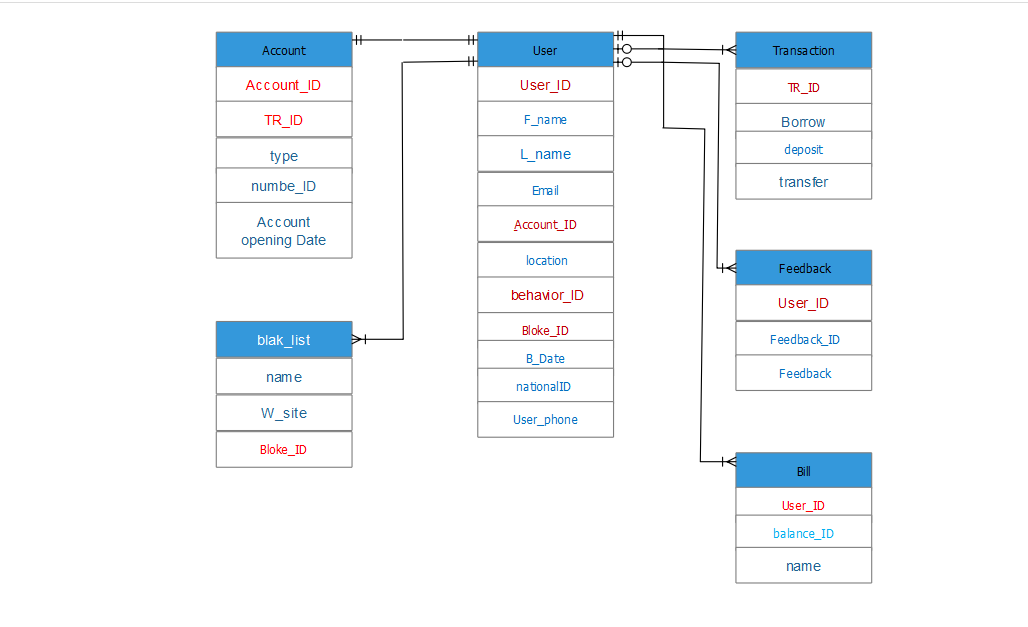 Account
Account_ID
TR_ID
type
numbe_ID
Account
opening Date
blak_list
name
W_site
Bloke_ID
User
User_ID
F_name
L_name
Email
Account_ID
location
behavior_ID
Bloke_ID
B_Date
nationalID
User_phone
Transaction
TR_ID
Borrow
deposit
transfer
Feedback
User_ID
Feedback_ID
Feedback
Bill
User_ID
balance_ID
name